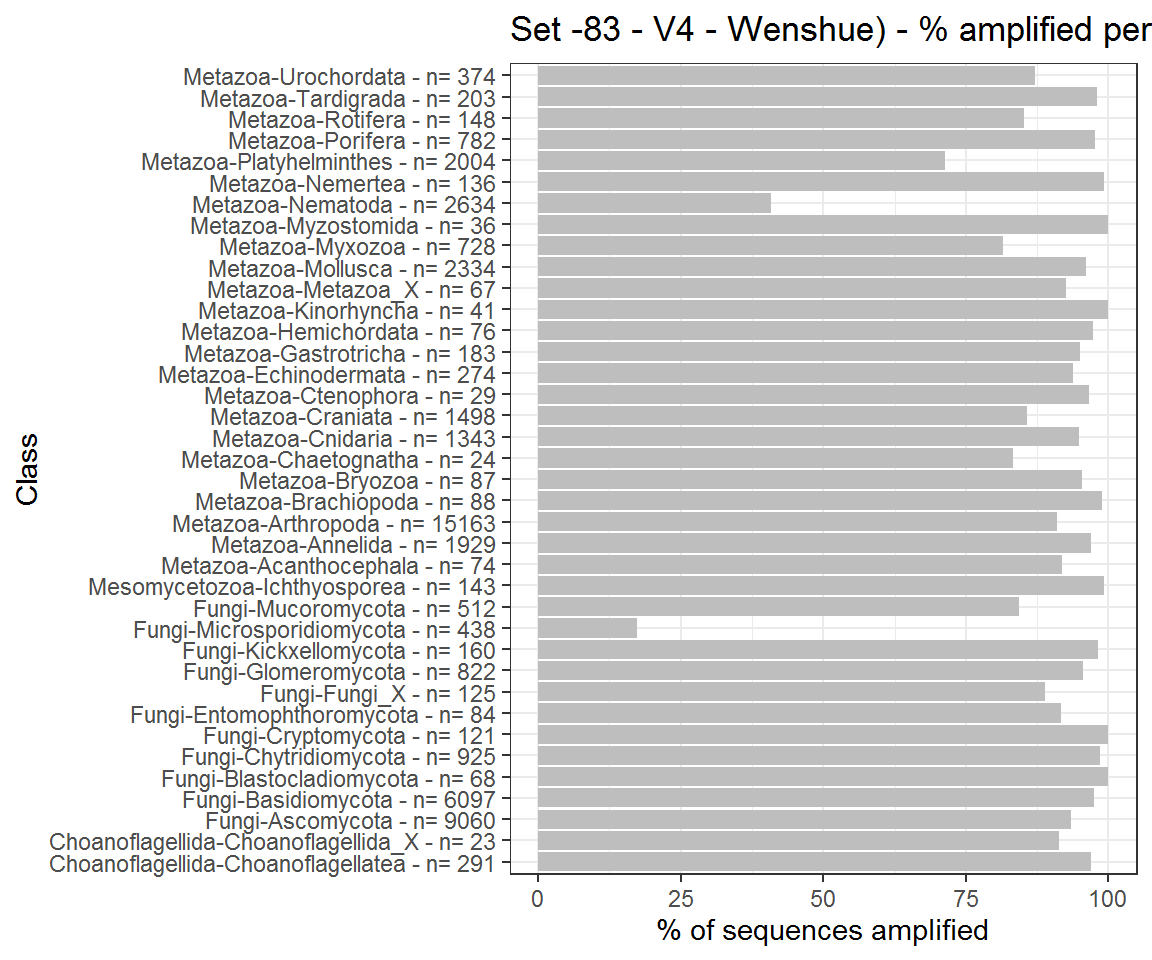 Set -83 - V4 - Wenshue) - % amplified per
Metazoa-Urochordata - n= 374
Metazoa-Tardigrada - n= 203
Metazoa-Rotifera - n= 148
Metazoa-Porifera - n= 782
Metazoa-Platyhelminthes - n= 2004
Metazoa-Nemertea - n= 136
Metazoa-Nematoda - n= 2634
Metazoa-Myzostomida - n= 36
Metazoa-Myxozoa - n= 728
Metazoa-Mollusca - n= 2334
Metazoa-Metazoa_X - n= 67
Metazoa-Kinorhyncha - n= 41
Metazoa-Hemichordata - n= 76
Metazoa-Gastrotricha - n= 183
Metazoa-Echinodermata - n= 274
Metazoa-Ctenophora - n= 29
Metazoa-Craniata - n= 1498
Metazoa-Cnidaria - n= 1343
Metazoa-Chaetognatha - n= 24
Metazoa-Bryozoa - n= 87
Metazoa-Brachiopoda - n= 88
Metazoa-Arthropoda - n= 15163
Metazoa-Annelida - n= 1929
Metazoa-Acanthocephala - n= 74
Mesomycetozoa-Ichthyosporea - n= 143
Fungi-Mucoromycota - n= 512
Fungi-Microsporidiomycota - n= 438
Fungi-Kickxellomycota - n= 160
Fungi-Glomeromycota - n= 822
Fungi-Fungi_X - n= 125
Fungi-Entomophthoromycota - n= 84
Fungi-Cryptomycota - n= 121
Fungi-Chytridiomycota - n= 925
Fungi-Blastocladiomycota - n= 68
Fungi-Basidiomycota - n= 6097
Fungi-Ascomycota - n= 9060
Choanoflagellida-Choanoflagellida_X - n= 23
Choanoflagellida-Choanoflagellatea - n= 291
Class
0 25 50 75 100
% of sequences amplified